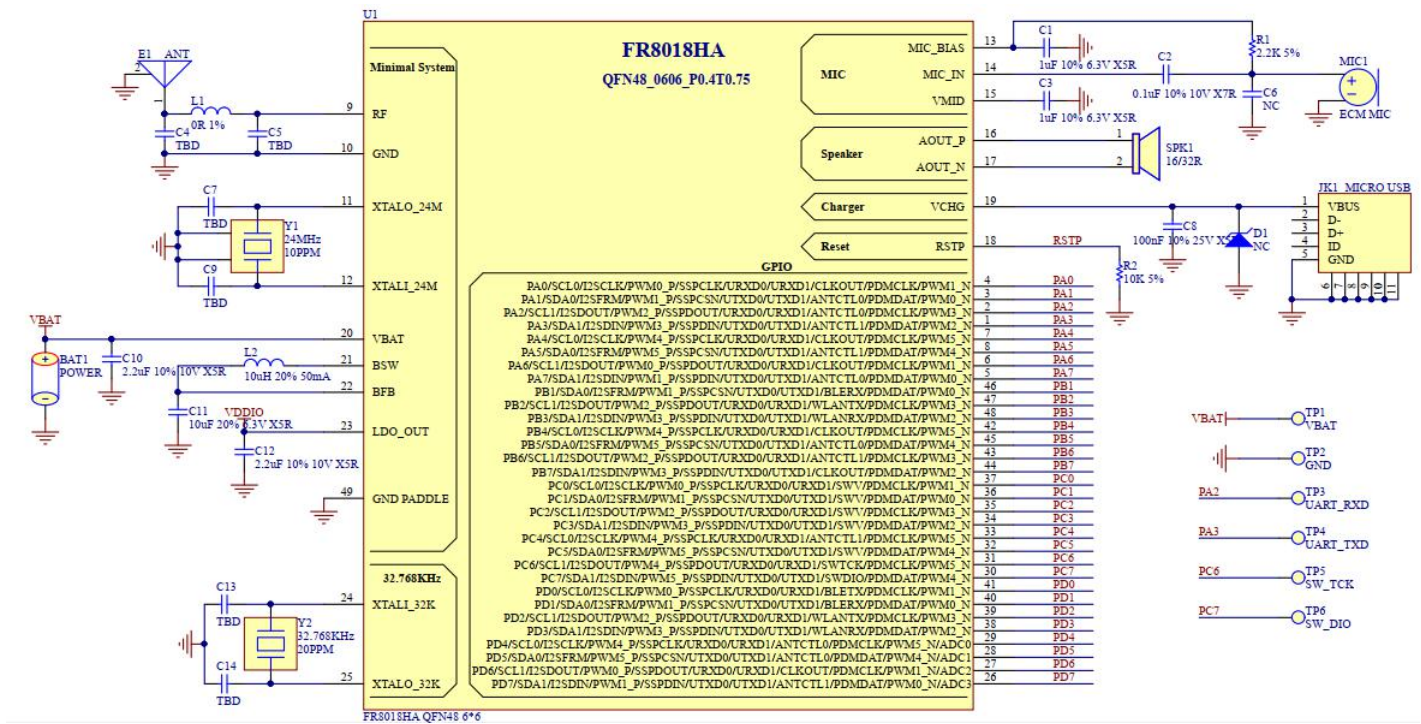 U1
FR8018HA
QFN48_0606_P0.4T0.75
Minimal System
E1 ANT
2
1
L1
0R 1%
C4
TBD
C5
TBD
9 RF
10 GND
C7
TBD
Y1
24MHz
10PPM
C9
TBD
11 XTALO_24M
12 XTALI_24M
VBAT
BAT1
POWER
C10
2.2uF 10% 10V X5R
L2
10uH 20% 50mA
C11
10uF 20% 6.3V X5R
VDDIO
C12
2.2uF 10% 10V X5R
20 VBAT
21 BSW
22 BFB
23 LDO_OUT
49 GND PADDLE
32.768KHz
C13
TBD
Y2
32.768KHz
20PPM
C14
TBD
24 XTALI_32K
25 XTALO_32K
FR8018HA QFN48 6*6
MIC
MIC_BIAS 13
MIC_IN 14
VMID 15
C1
1uF 10% 6.3V X5R
C3
1uF 10% 6.3V X5R
C2
0.1uF 10% 10V X7R
R1
2.2K 5%
C6
NC
MIC1
ECM MIC
Speaker
AOUT_P 16 1
AOUT_N 17 2
SPK1
16/32R
Charger VCHG 19
C8
100nF 10% 25V X5R
D1
NC
JK1 MICRO USB
1 VBUS
2 D-
3 D+
4 ID
5 GND
6 7 8 9 10 11
Reset RSTP 18 RSTP
R2
10K 5%
GPIO
PA0/SCL0/I2SCLK/PWM0_P/SSPCLK/URXD0/URXD1/CLKOUT/PDMCLK/PWM1_N 4 PA0
PA1/SDA0/I2SFRM/PWM1_P/SSPCSN/UTXD0/UTXD1/ANTCTL0/PDMDAT/PWM0_N 3 PA1
PA2/SCL1/I2SDOUT/PWM2_P/SSPDOUT/URXD0/URXD1/ANTCTL0/PDMCLK/PWM3_N 2 PA2
PA3/SDA1/I2SDIN/PWM3_P/SSPDIN/UTXD0/UTXD1/ANTCTL0/PDMDAT/PWM2_N 1 PA3
PA4/SCL0/I2SCLK/PWM4_P/SSPCLK/URXD0/URXD1/CLKOUT/PDMCLK/PWM5_N 7 PA4
PA5/SDA0/I2SFRM/PWM5_P/SSPCSN/UTXD0/UTXD1/ANTCTL1/PDMDAT/PWM4_N 8 PA5
PA6/SCL1/I2SDOUT/PWM0_P/SSPDOUT/URXD0/URXD1/CLKOUT/PDMCLK/PWM1_N 6 PA6
PA7/SDA1/I2SDIN/PWM1_P/SSPDIN/UTXD0/UTXD1/ANTCTL0/PDMDAT/PWM0_N 5 PA7
PB1/SDA0/I2SFRM/PWM1_P/SSPCSN/UTXD0/UTXD1/BLERX/PDMDAT/PWM0_N 46 PB1
PB2/SCL1/I2SDOUT/PWM2_P/SSPDOUT/URXD0/URXD1/WLANTX/PDMCLK/PWM3_N 47 PB2
PB3/SDA1/I2SDIN/PWM3_P/SSPDIN/UTXD0/UTXD1/WLANRX/PDMDAT/PWM2_N 48 PB3
PB4/SCL0/I2SCLK/PWM4_P/SSPCLK/URXD0/URXD1/CLKOUT/PDMCLK/PWM5_N 42 PB4
PB5/SDA0/I2SFRM/PWM5_P/SSPCSN/UTXD0/UTXD1/ANTCTL1/PDMDAT/PWM4_N 45 PB5
PB6/SCL1/I2SDOUT/PWM2_P/SSPDOUT/URXD0/URXD1/ANTCTL0/PDMCLK/PWM3_N 43 PB6
PB7/SDA1/I2SDIN/PWM3_P/SSPDIN/UTXD0/UTXD1/CLKOUT/PDMDAT/PWM2_N 44 PB7
PC0/SCL0/I2SCLK/PWM0_P/SSPCLK/URXD0/URXD1/SWV/PDMCLK/PWM1_N 37 PC0
PC1/SDA0/I2SFRM/PWM1_P/SSPCSN/UTXD0/UTXD1/SWV/PDMDAT/PWM0_N 36 PC1
PC2/SCL1/I2SDOUT/PWM2_P/SSPDOUT/URXD0/URXD1/SWV/PDMCLK/PWM3_N 35 PC2
PC3/SDA1/I2SDIN/PWM3_P/SSPDIN/UTXD0/UTXD1/SWV/PDMDAT/PWM2_N 34 PC3
PC4/SCL0/I2SCLK/PWM4_P/SSPCLK/URXD0/URXD1/ANTCTL1/PDMCLK/PWM5_N 33 PC4
PC5/SDA0/I2SFRM/PWM5_P/SSPCSN/UTXD0/UTXD1/SWV/PDMDAT/PWM4_N 32 PC5
PC6/SCL1/I2SDOUT/PWM4_P/SSPDOUT/URXD0/URXD1/SWTCK/PDMCLK/PWM5_N 31 PC6
PC7/SDA1/I2SDIN/PWM5_P/SSPDIN/UTXD0/UTXD1/SWDIO/PDMDAT/PWM4_N 30 PC7
PD0/SCL0/I2SCLK/PWM0_P/SSPCLK/URXD0/URXD1/BLETX/PDMCLK/PWM1_N 41 PD0
PD1/SDA0/I2SFRM/PWM1_P/SSPCSN/UTXD0/UTXD1/BLERX/PDMDAT/PWM0_N 40 PD1
PD2/SCL1/I2SDOUT/PWM2_P/SSPDOUT/URXD0/URXD1/WLANTX/PDMCLK/PWM3_N 39 PD2
PD3/SDA1/I2SDIN/PWM3_P/SSPDIN/UTXD0/UTXD1/WLANRX/PDMDAT/PWM2_N 38 PD3
PD4/SCL0/I2SCLK/PWM4_P/SSPCLK/URXD0/URXD1/ANTCTL0/PDMCLK/PWM5_N/ADC0 29 PD4
PD5/SDA0/I2SFRM/PWM5_P/SSPCSN/UTXD0/UTXD1/ANTCTL0/PDMDAT/PWM4_N/ADC1 28 PD5
PD6/SCL1/I2SDOUT/PWM0_P/SSPDOUT/URXD0/URXD1/CLKOUT/PDMCLK/PWM1_N/ADC2 27 PD6
PD7/SDA1/I2SDIN/PWM1_P/SSPDIN/UTXD0/UTXD1/ANTCTL1/PDMDAT/PWM0_N/ADC3 26 PD7
VBAT TP1
VBAT
TP2
GND
PA2 TP3
UART_RXD
PA3 TP4
UART_TXD
PC6 TP5
SW_TCK
PC7 TP6
SW_DIO